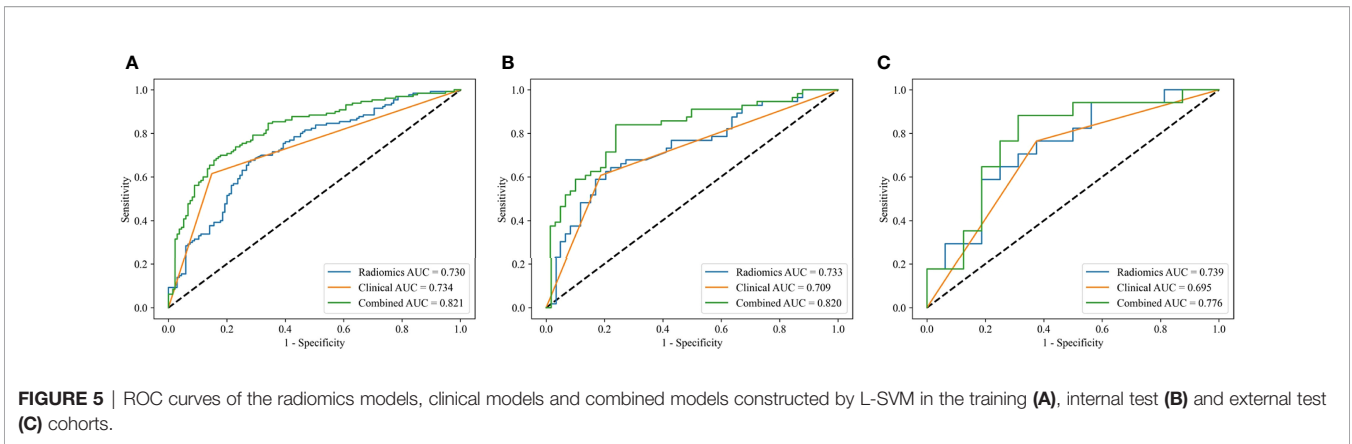 A
B
C
1.0
0.8
0.6
0.4
0.2
0.0
Sensitivity
0.0 0.2 0.4 0.6 0.8 1.0
1 - Specificity
Radiomics AUC = 0.730
Clinical AUC = 0.734
Combined AUC = 0.821
1.0
0.8
0.6
0.4
0.2
0.0
Sensitivity
0.0 0.2 0.4 0.6 0.8 1.0
1 - Specificity
Radiomics AUC = 0.733
Clinical AUC = 0.709
Combined AUC = 0.820
1.0
0.8
0.6
0.4
0.2
0.0
Sensitivity
0.0 0.2 0.4 0.6 0.8 1.0
1 - Specificity
Radiomics AUC = 0.739
Clinical AUC = 0.695
Combined AUC = 0.776
FIGURE 5 | ROC curves of the radiomics models, clinical models and combined models constructed by L-SVM in the training (A), internal test (B) and external test
(C) cohorts.